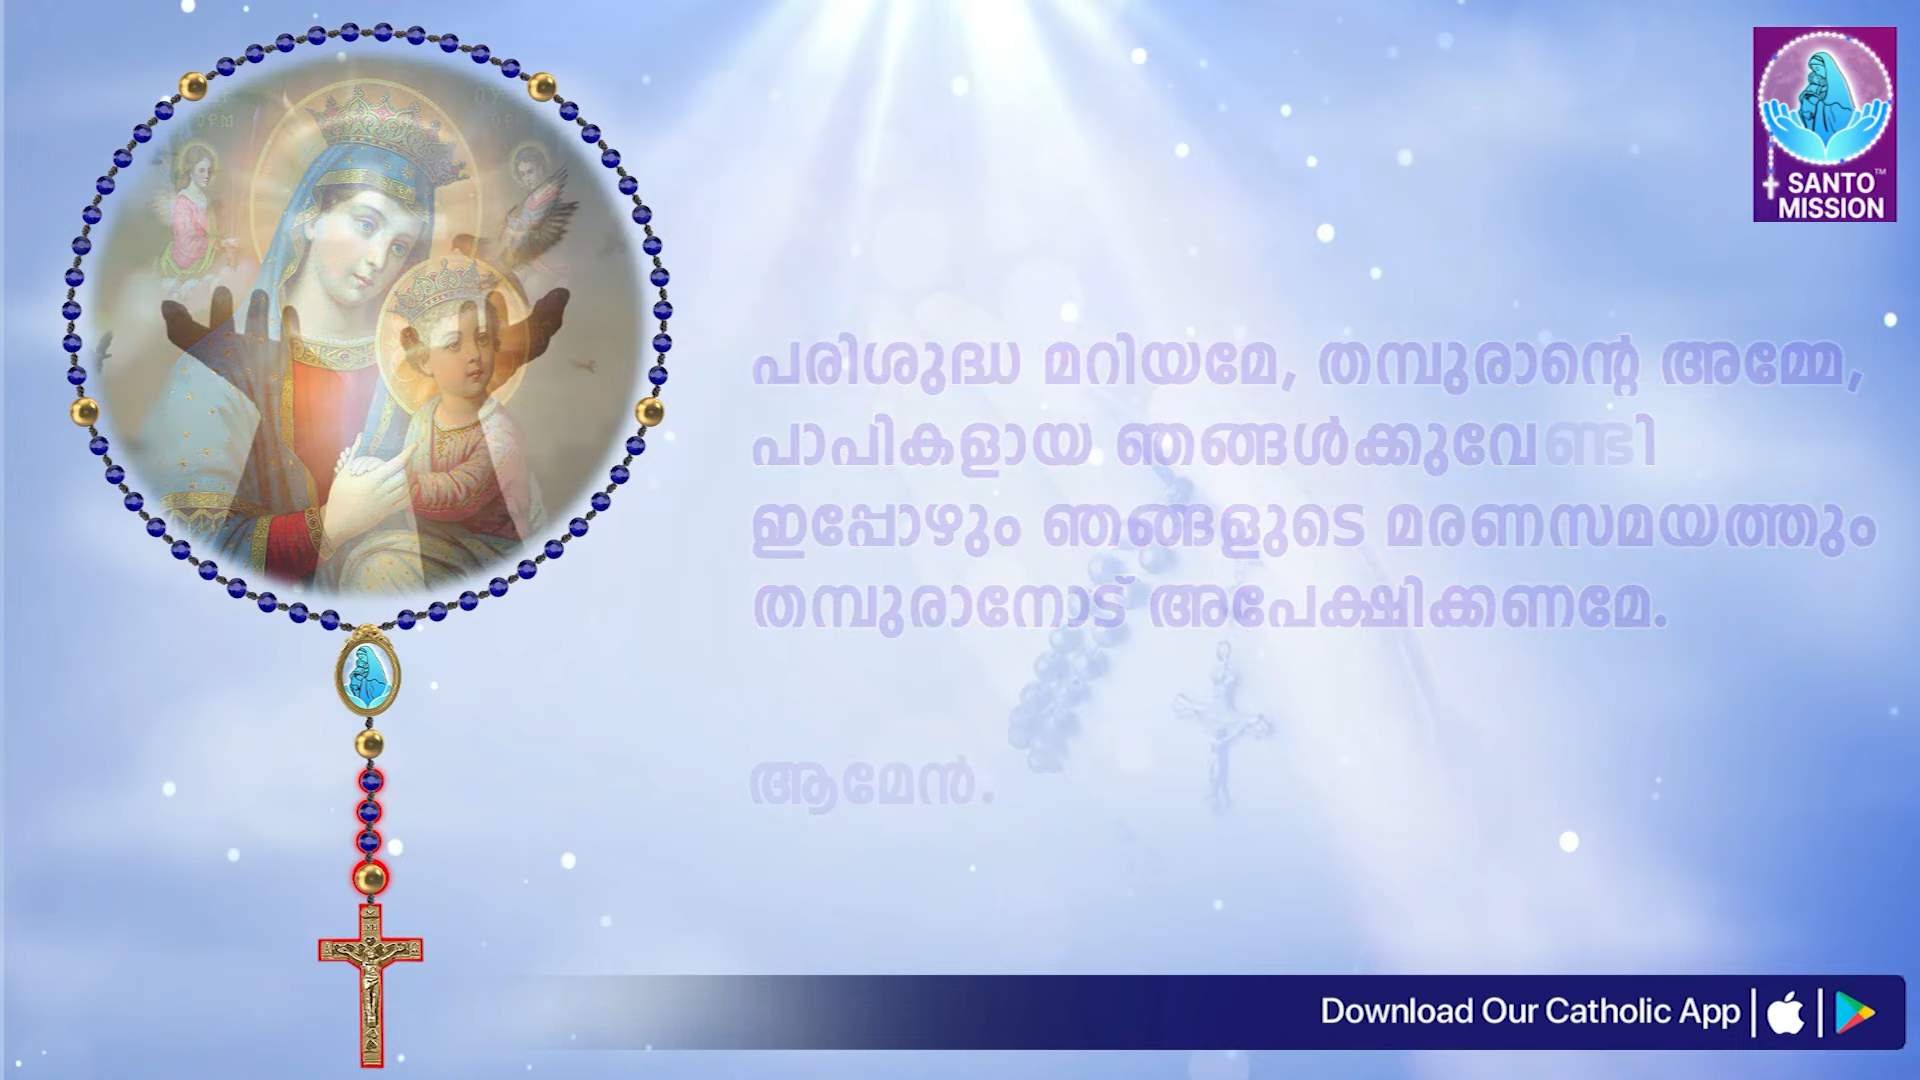 SANTO™
MISSION
പരിശുദ്ധ മറിയമേ, തമ്പുരാന്റെ അമ്മേ,
പാപികളായ ഞങ്ങൾക്കുവേണ്ടി
ഇപ്പോഴും ഞങ്ങളുടെ മരണസമയത്തും
തമ്പുരാനോട് അപേക്ഷിക്കണമേ.
ആമേൻ.
Download Our Catholic App